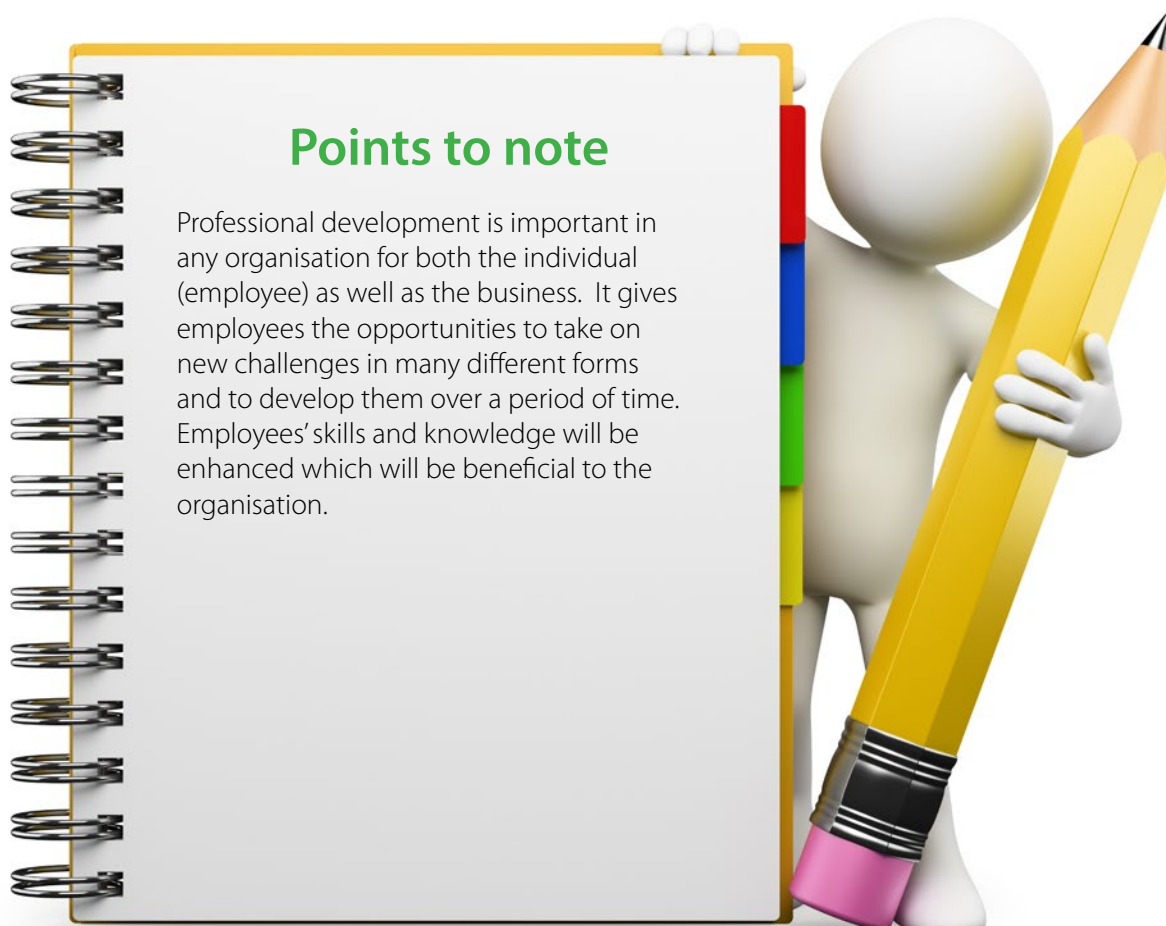 Points to note
Professional development is important in
any organisation for both the individual
(employee) as well as the business.  It gives
employees the opportunities to take on
new challenges in many different forms
and to develop them over a period of time.
Employees’ skills and knowledge will be
enhanced which will be beneficial to the
organisation.